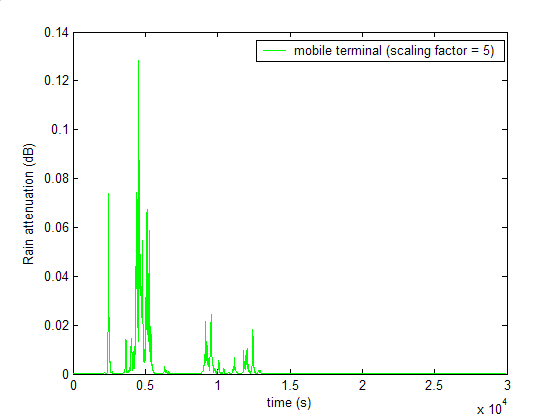 mobile terminal (scaling factor = 5)
Rain attenuation (dB)
0.14
0.12
0.1
0.08
0.06
0.04
0.02
0
0 0.5 1 1.5 2 2.5 3
time (s)
x 10^4